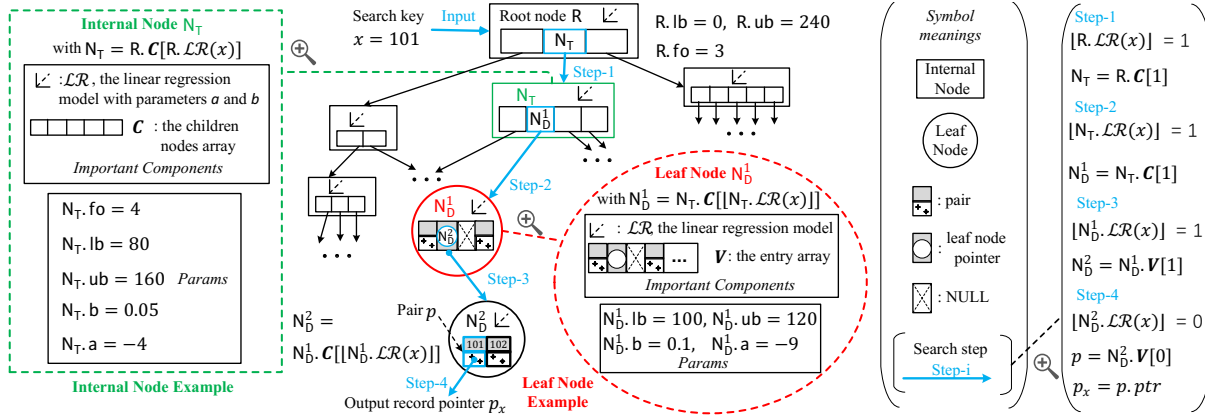 Internal Node N_T
with N_T = R.C[R.ℒℛ(x)]
: ℒℛ, the linear regression
model with parameters a and b
C : the children
nodes array
Important Components
N_T.fo = 4
N_T.lb = 80
N_T.ub = 160 Params
N_T.b = 0.05
N_T.a = −4
Internal Node Example
Search key
x = 101
Input
Root node R
N_T
R.lb = 0, R.ub = 240
R.fo = 3
Step-1
N_T
N_D^1
• • •
• • •
• • •
• • •
Step-2
N_D^1
N_D^2
Step-3
Pair p
N_D^2
101 102
N_D^2 =
N_D^1.C[⌊N_D^1.ℒℛ(x)⌋]
Step-4
Output record pointer p_x
Leaf Node N_D^1
with N_D^1 = N_T.C[⌊N_T.ℒℛ(x)⌋]
: ℒℛ, the linear regression model
... V: the entry array
Important Components
N_D^1.lb = 100, N_D^1.ub = 120
N_D^1.b = 0.1, N_D^1.a = −9
Params
Leaf Node
Example
Symbol
meanings
Internal
Node
Leaf
Node
: pair
: leaf node
pointer
: NULL
Search step
Step-i
Step-1
⌊R.ℒℛ(x)⌋ = 1
N_T = R.C[1]
Step-2
⌊N_T.ℒℛ(x)⌋ = 1
N_D^1 = N_T.C[1]
Step-3
⌊N_D^1.ℒℛ(x)⌋ = 1
N_D^2 = N_D^1.V[1]
Step-4
⌊N_D^2.ℒℛ(x)⌋ = 0
p = N_D^2.V[0]
p_x = p.ptr